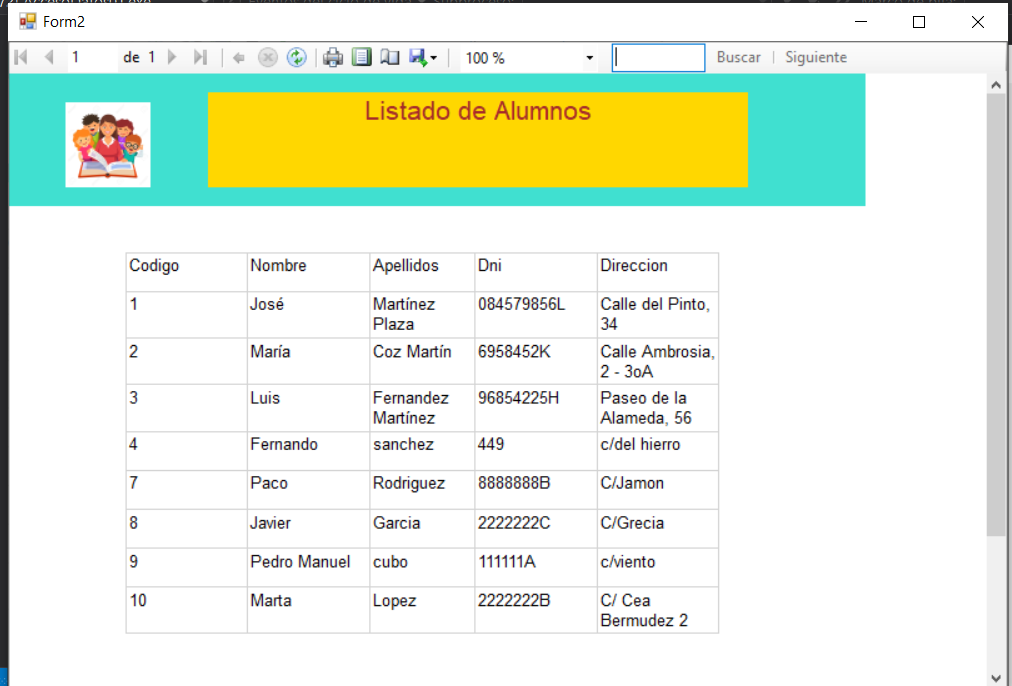 Form2
1 de 1 100 % Buscar Siguiente
Listado de Alumnos
Codigo Nombre Apellidos Dni Direccion
1 José Martínez 084579856L Calle del Pinto,
Plaza 34
2 María Coz Martín 6958452K Calle Ambrosia,
2 - 3oA
3 Luis Fernandez 96854225H Paseo de la
Martínez Alameda, 56
4 Fernando sanchez 449 c/del hierro
7 Paco Rodriguez 8888888B C/Jamon
8 Javier Garcia 2222222C C/Grecia
9 Pedro Manuel cubo 111111A c/viento
10 Marta Lopez 2222222B C/ Cea
Bermudez 2